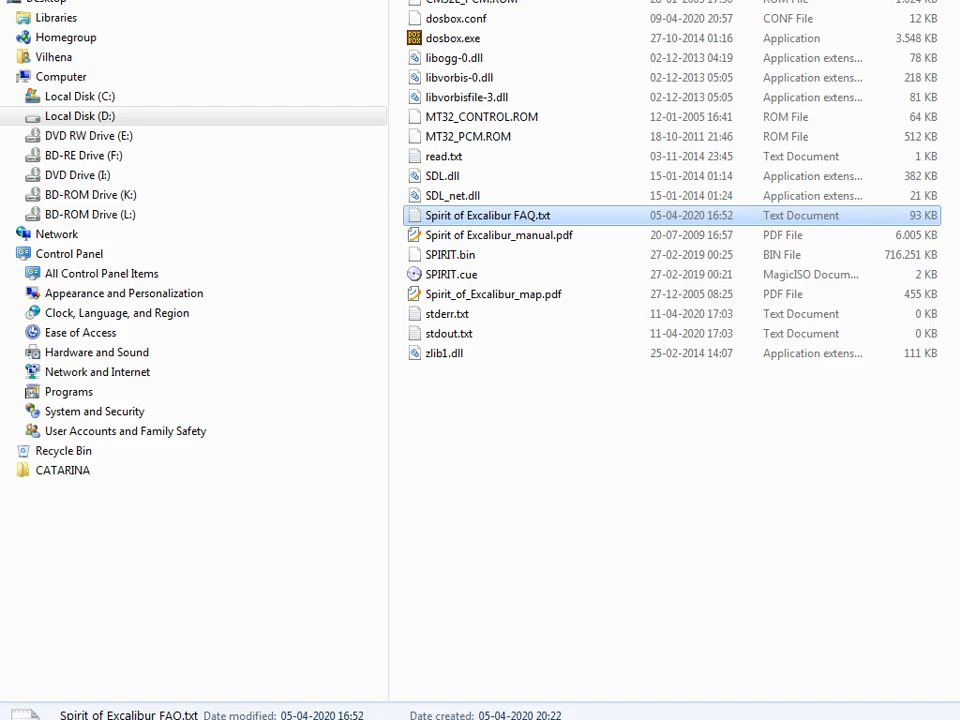 Desktop
Libraries
Homegroup
Vilhena
Computer
Local Disk (C:)
Local Disk (D:)
DVD RW Drive (E:)
BD-RE Drive (F:)
DVD Drive (I:)
BD-ROM Drive (K:)
BD-ROM Drive (L:)
Network
Control Panel
All Control Panel Items
Appearance and Personalization
Clock, Language, and Region
Ease of Access
Hardware and Sound
Network and Internet
Programs
System and Security
User Accounts and Family Safety
Recycle Bin
CATARINA
ROM File
dosbox.conf 09-04-2020 20:57 CONF File 12 KB
dosbox.exe 27-10-2014 01:16 Application 3.548 KB
libogg-0.dll 02-12-2013 04:19 Application extens... 78 KB
libvorbis-0.dll 02-12-2013 05:05 Application extens... 218 KB
libvorbisfile-3.dll 02-12-2013 05:05 Application extens... 81 KB
MT32_CONTROL.ROM 12-01-2005 16:41 ROM File 64 KB
MT32_PCM.ROM 18-10-2011 21:46 ROM File 512 KB
read.txt 03-11-2014 23:45 Text Document 1 KB
SDL.dll 15-01-2014 01:14 Application extens... 382 KB
SDL_net.dll 15-01-2014 01:24 Application extens... 21 KB
Spirit of Excalibur FAQ.txt 05-04-2020 16:52 Text Document 93 KB
Spirit of Excalibur_manual.pdf 20-07-2009 16:57 PDF File 6.005 KB
SPIRIT.bin 27-02-2019 00:25 BIN File 716.251 KB
SPIRIT.cue 27-02-2019 00:21 MagicISO Docum... 2 KB
Spirit_of_Excalibur_map.pdf 27-12-2005 08:25 PDF File 455 KB
stderr.txt 11-04-2020 17:03 Text Document 0 KB
stdout.txt 11-04-2020 17:03 Text Document 0 KB
zlib1.dll 25-02-2014 14:07 Application extens... 111 KB
Spirit of Excalibur FAQ.txt Date modified: 05-04-2020 16:52 Date created: 05-04-2020 20:22